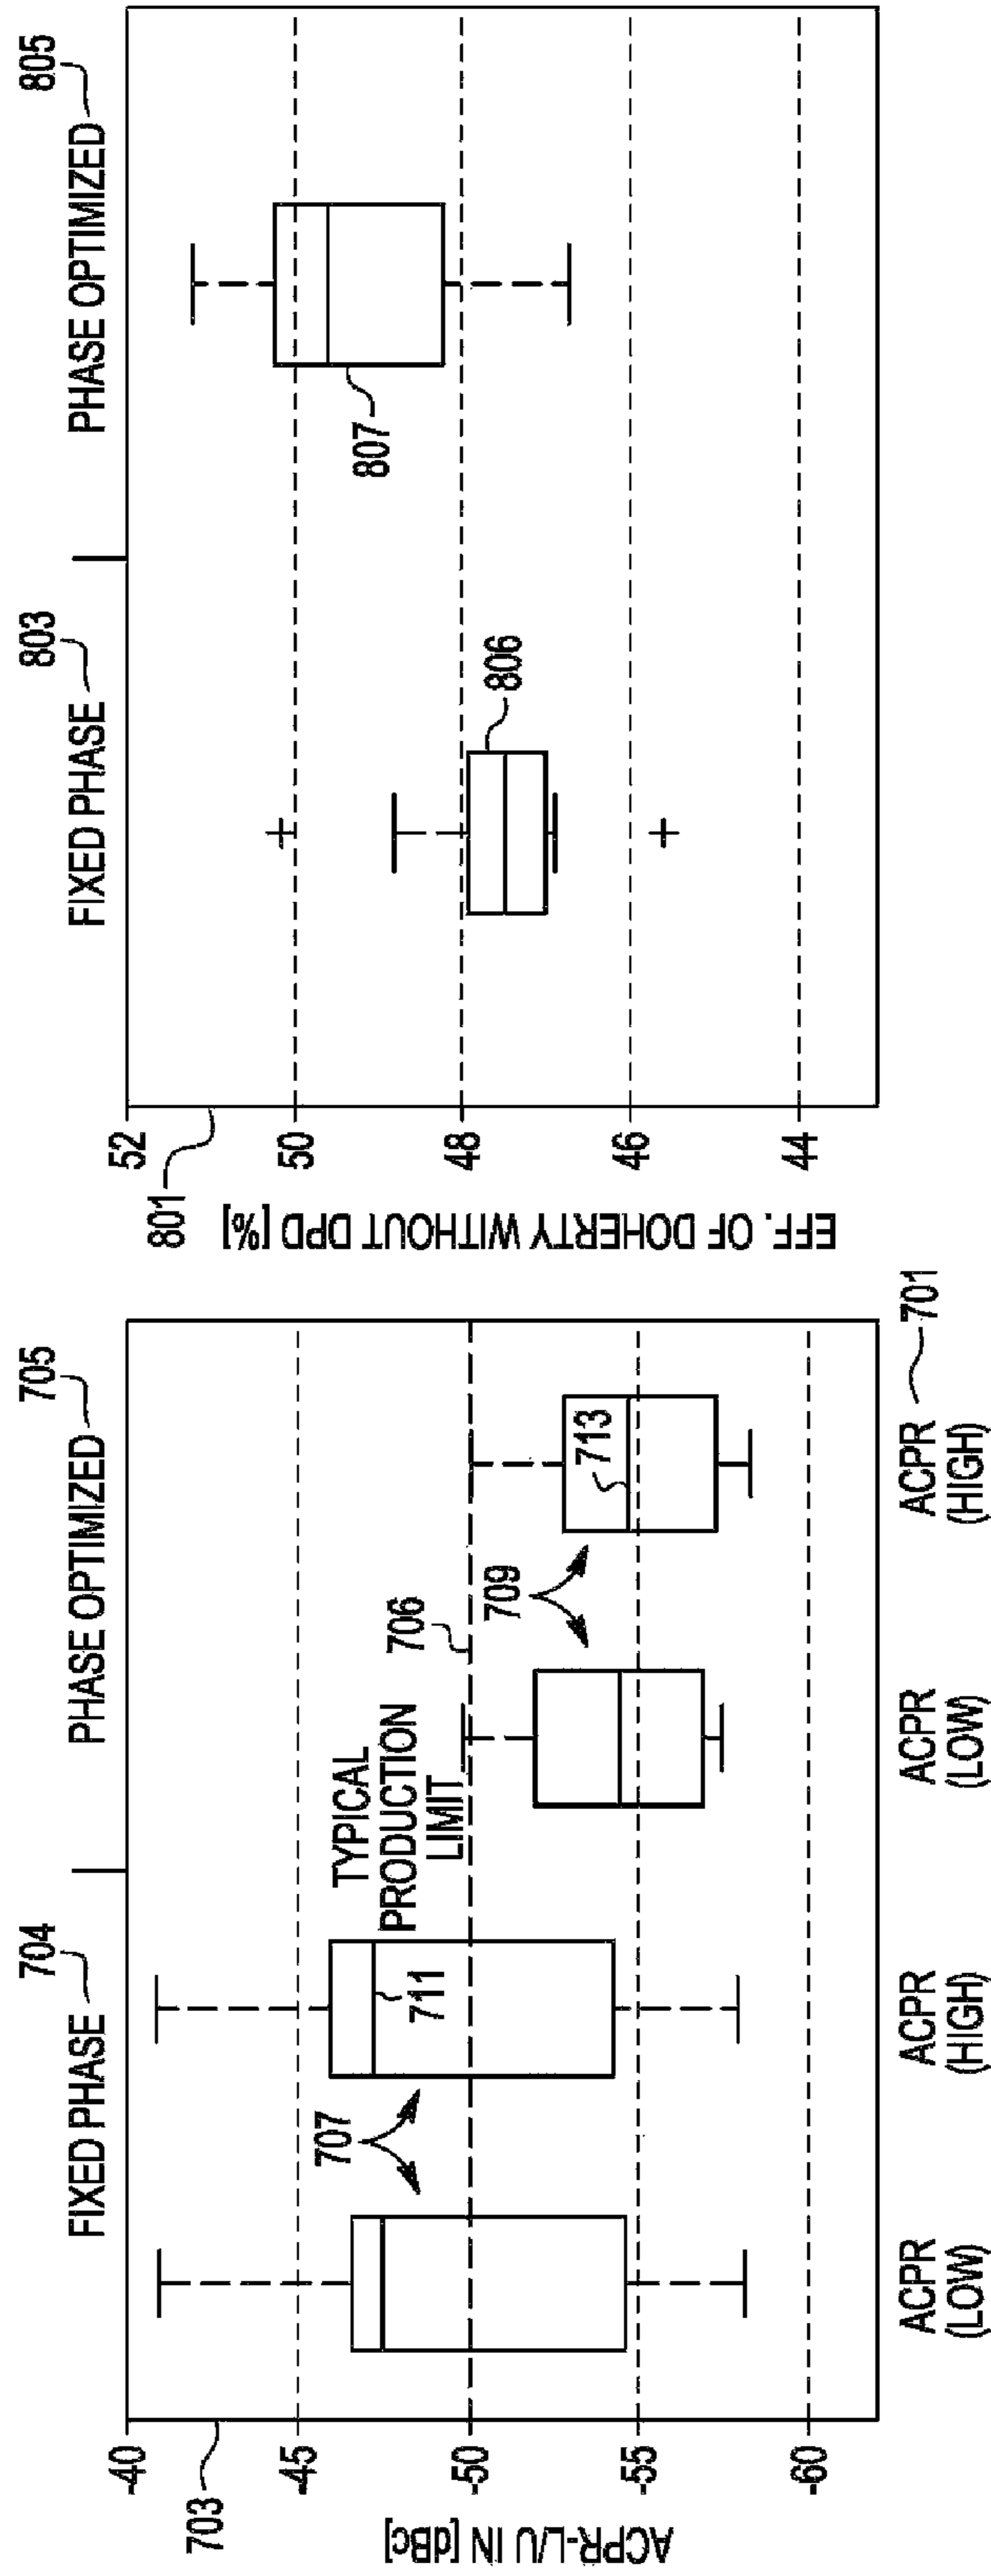 704
FIXED PHASE
705
PHASE OPTIMIZED
703
-40
-45
-50
-55
-60
ACPR-L/U IN [dBc]
TYPICAL
PRODUCTION
LIMIT
706
707
711
709
713
ACPR
(LOW)
ACPR
(HIGH)
ACPR
(LOW)
ACPR
(HIGH)
701
803
FIXED PHASE
805
PHASE OPTIMIZED
801
52
50
48
46
44
EFF. OF DOHERTY WITHOUT DPD [%]
806
807